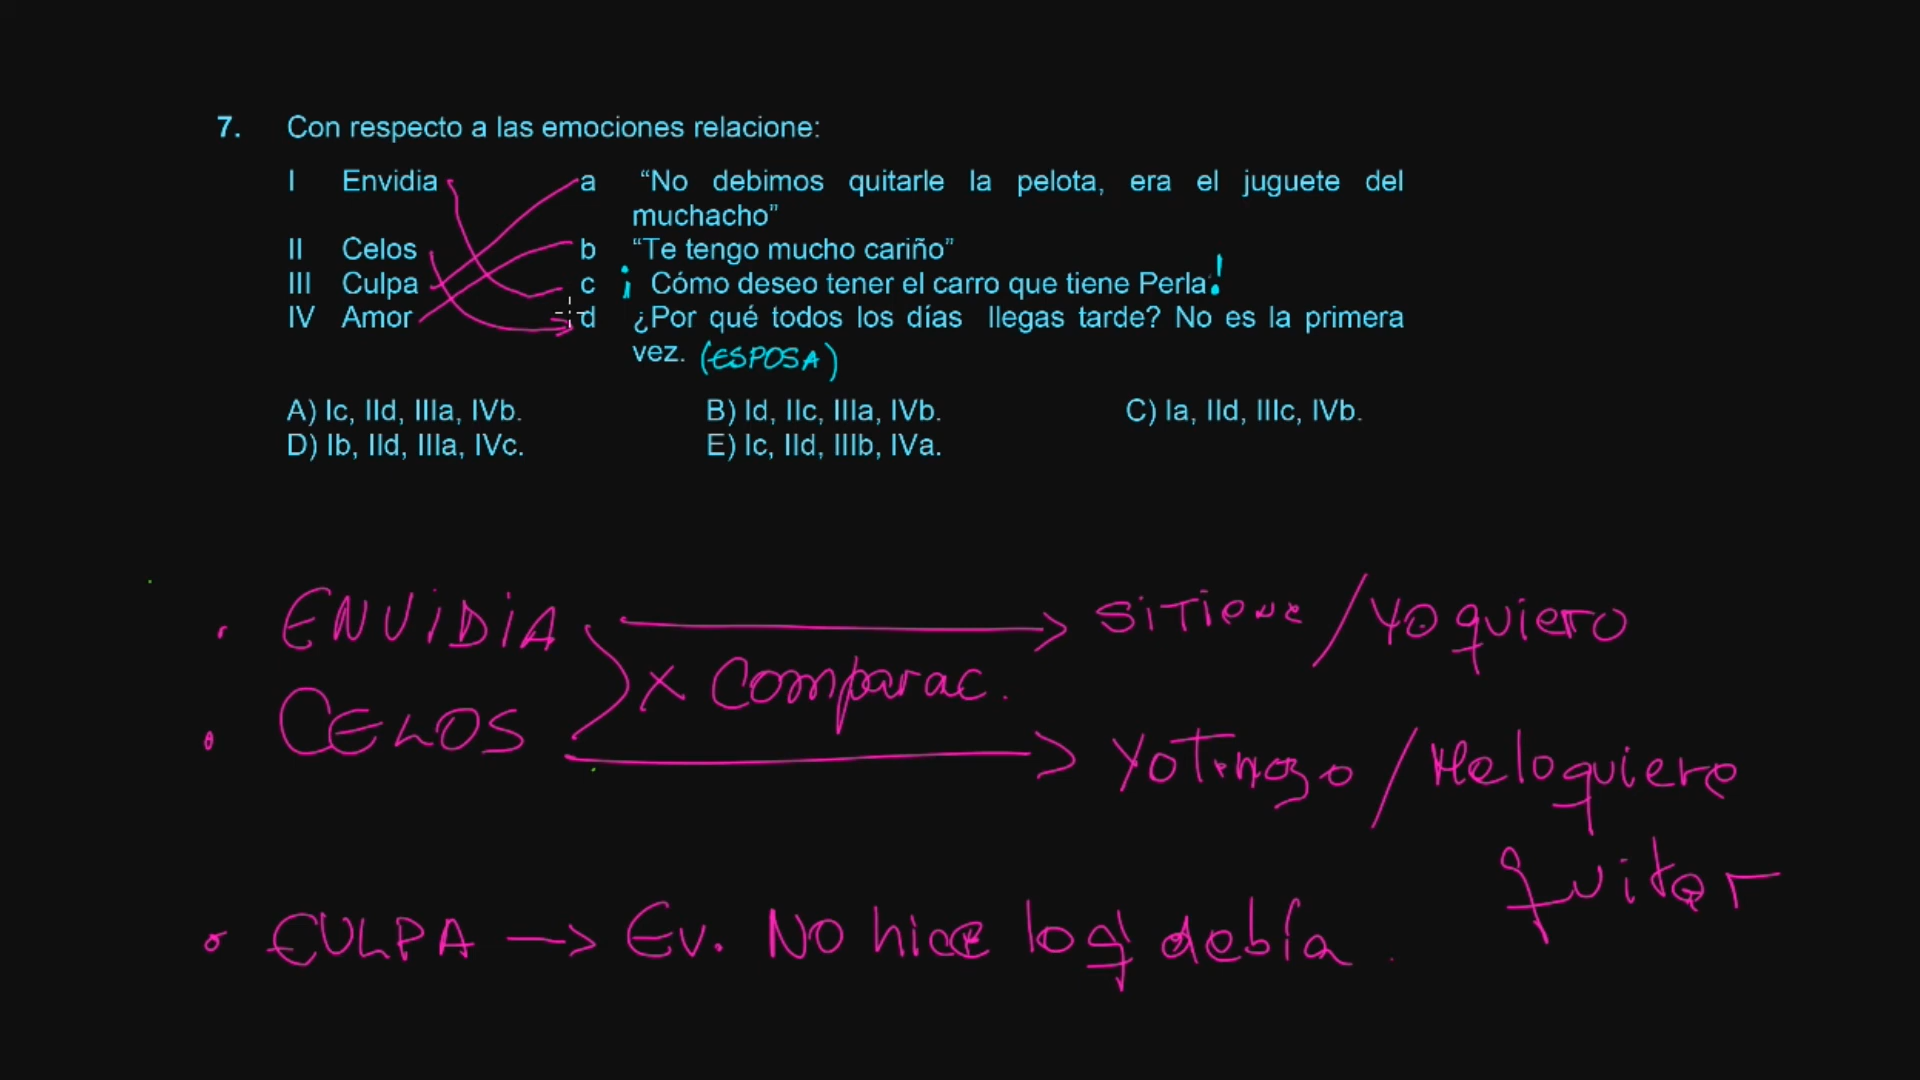 7. Con respecto a las emociones relacione:
I Envidia a “No debimos quitarle la pelota, era el juguete del
muchacho”
II Celos b “Te tengo mucho cariño”
III Culpa c ¡ Cómo deseo tener el carro que tiene Perla!
IV Amor d ¿Por qué todos los días llegas tarde? No es la primera
vez. (ESPOSA)
A) Ic, IId, IIIa, IVb. B) Id, IIc, IIIa, IVb. C) Ia, IId, IIIc, IVb.
D) Ib, IId, IIIa, IVc. E) Ic, IId, IIIb, IVa.
• ENViDiA → SiTiene / Yo quiero
x Comparac.
• CELOS → Yo Tengo / Me lo quiere
quitar
• CULPA → Ev. No hice lo q' debía.